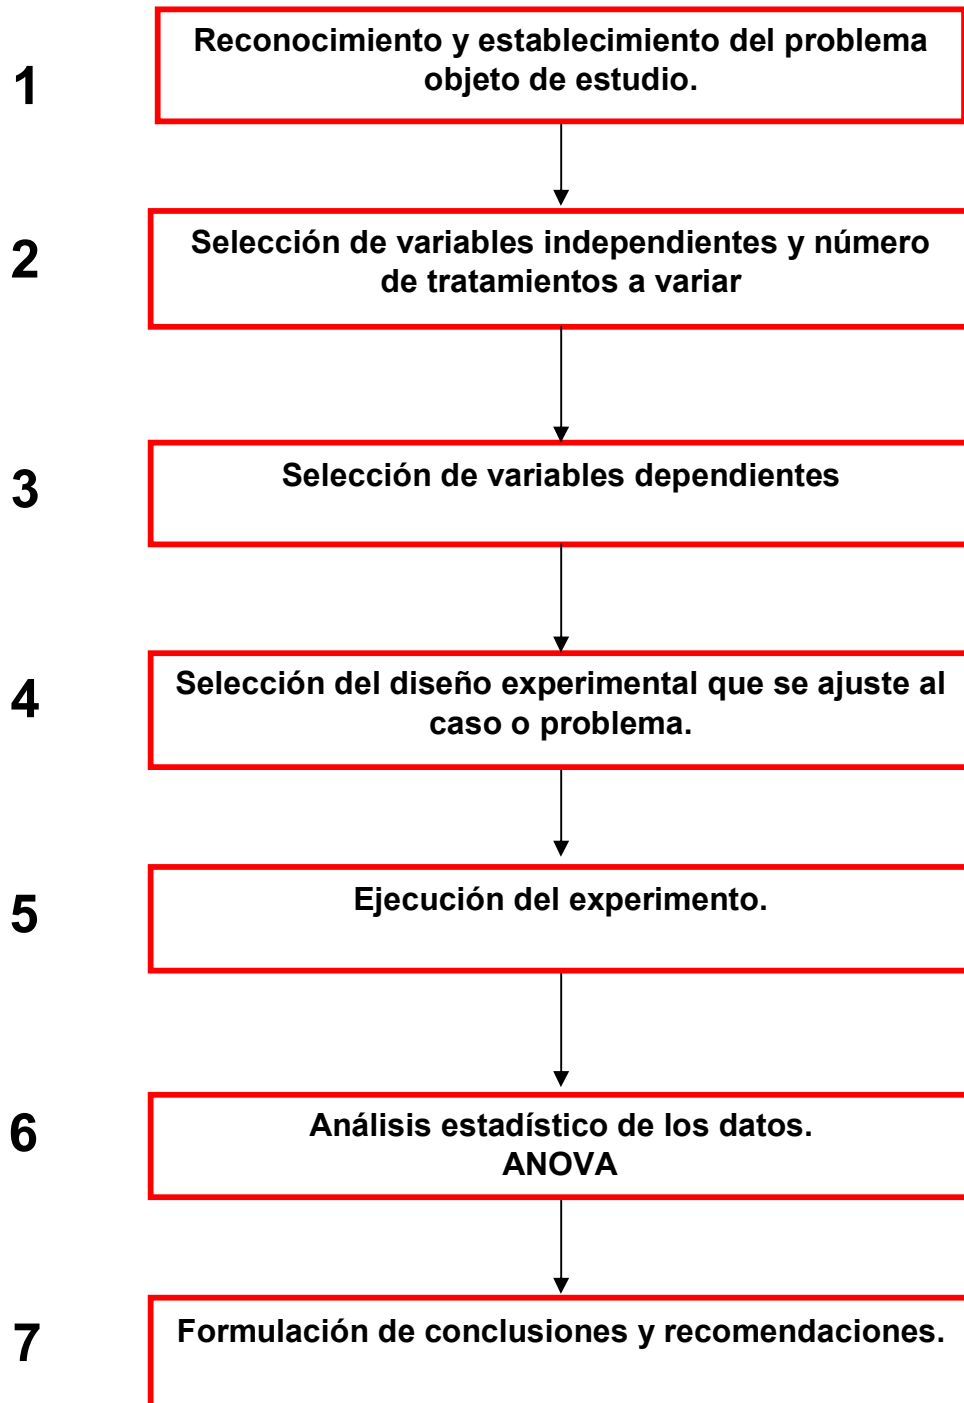 1
Reconocimiento y establecimiento del problema
objeto de estudio.
2
Selección de variables independientes y número
de tratamientos a variar
3
Selección de variables dependientes
4
Selección del diseño experimental que se ajuste al
caso o problema.
5
Ejecución del experimento.
6
Análisis estadístico de los datos.
ANOVA
7
Formulación de conclusiones y recomendaciones.